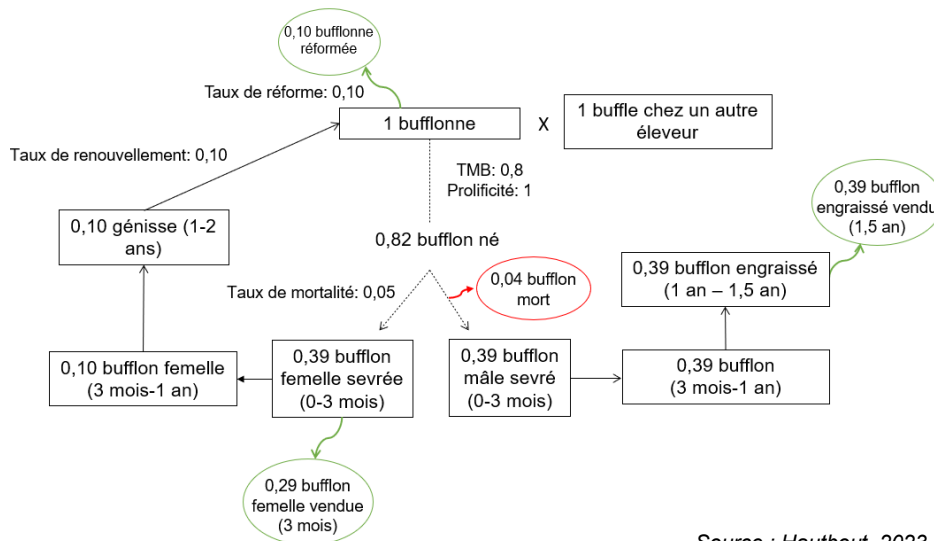 0,10 bufflonne
réformée
Taux de réforme: 0,10
1 bufflonne
X
1 buffle chez un autre
éleveur
Taux de renouvellement: 0,10
TMB: 0,8
Prolificité: 1
0,39 bufflon
engraissé vendu
(1,5 an)
0,10 génisse (1-2
ans)
0,82 bufflon né
0,39 bufflon engraissé
(1 an – 1,5 an)
Taux de mortalité: 0,05
0,04 bufflon
mort
0,10 bufflon femelle
(3 mois-1 an)
0,39 bufflon
femelle sevrée
(0-3 mois)
0,39 bufflon
mâle sevré
(0-3 mois)
0,39 bufflon
(3 mois-1 an)
0,29 bufflon
femelle vendue
(3 mois)
Source : Houthoot, 2023